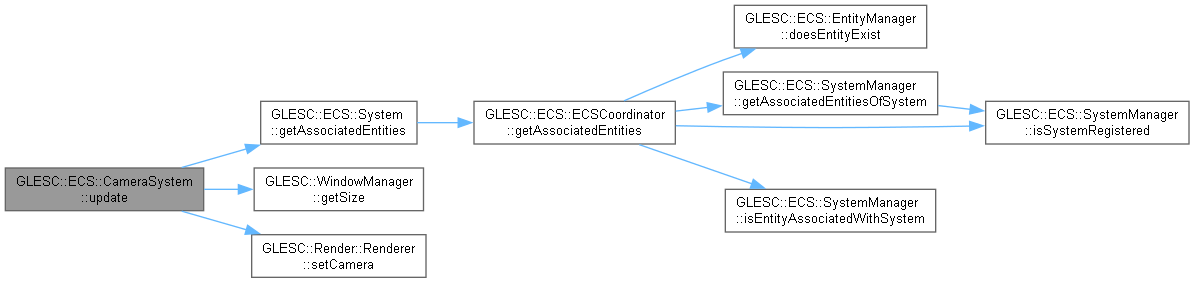 GLESC::ECS::CameraSystem
::update
GLESC::ECS::System
::getAssociatedEntities
GLESC::WindowManager
::getSize
GLESC::Render::Renderer
::setCamera
GLESC::ECS::ECSCoordinator
::getAssociatedEntities
GLESC::ECS::EntityManager
::doesEntityExist
GLESC::ECS::SystemManager
::getAssociatedEntitiesOfSystem
GLESC::ECS::SystemManager
::isEntityAssociatedWithSystem
GLESC::ECS::SystemManager
::isSystemRegistered